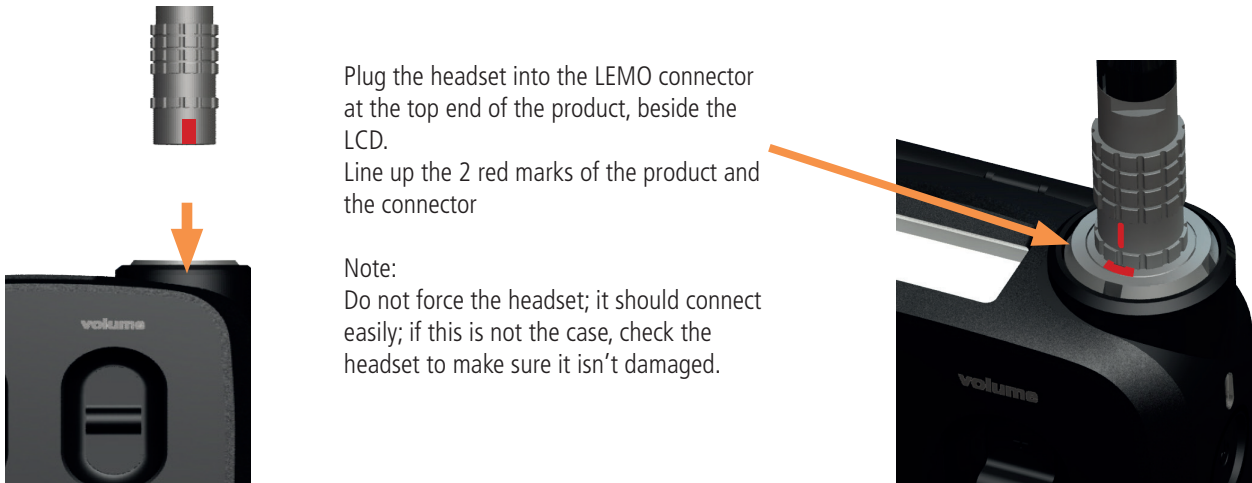 Plug the headset into the LEMO connector
at the top end of the product, beside the
LCD.
Line up the 2 red marks of the product and
the connector
Note:
Do not force the headset; it should connect
easily; if this is not the case, check the
headset to make sure it isn’t damaged.
volume
volume